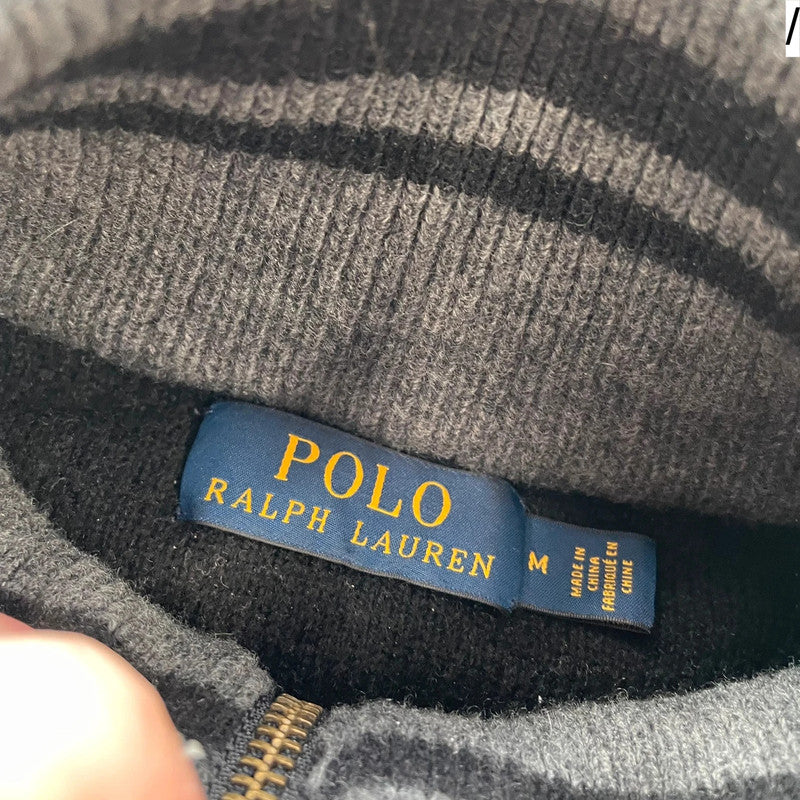 POLO
RALPH LAUREN
M
MADE IN
CHINA
FABRIQUÉ EN
CHINE